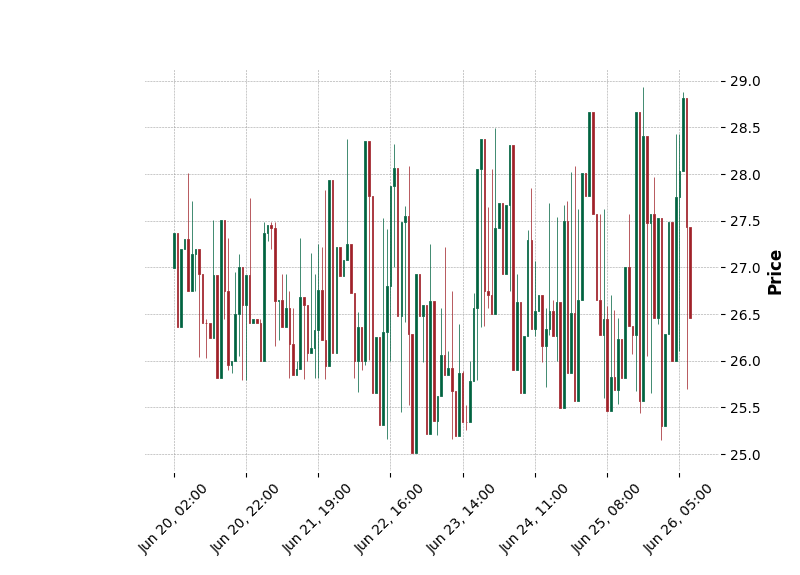 29.0
28.5
28.0
27.5
27.0
26.5
26.0
25.5
25.0
Price
Jun 20, 02:00
Jun 20, 22:00
Jun 21, 19:00
Jun 22, 16:00
Jun 23, 14:00
Jun 24, 11:00
Jun 25, 08:00
Jun 26, 05:00